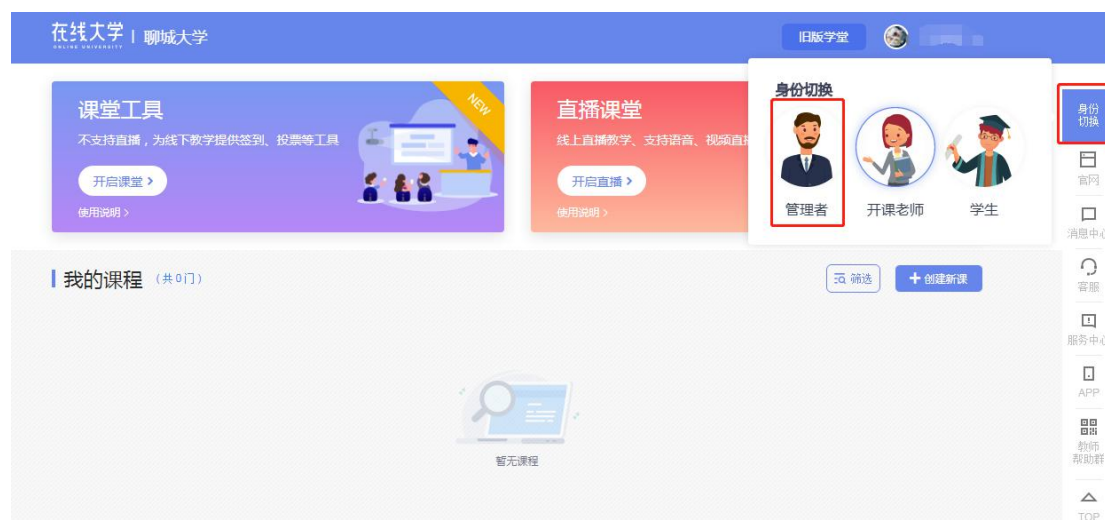 在线大学
ONLINE UNIVERSITY
聊城大学
旧版学堂
课堂工具
不支持直播，为线下教学提供签到、投票等工具
开启课堂 >
使用说明 >
NEW
直播课堂
线上直播教学、支持语音、视频直
开启直播 >
使用说明 >
身份切换
管理者
开课老师
学生
身份
切换
官网
消息中心
客服
服务中心
APP
教师
帮助群
TOP
我的课程 (共0门)
筛选
+ 创建新课
暂无课程